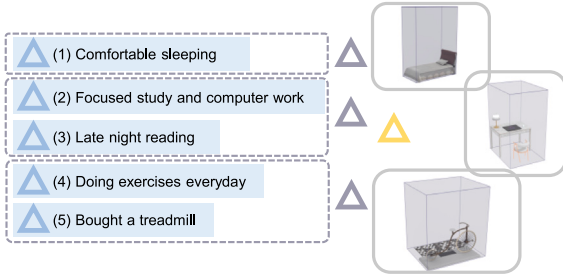 (1) Comfortable sleeping
(2) Focused study and computer work
(3) Late night reading
(4) Doing exercises everyday
(5) Bought a treadmill